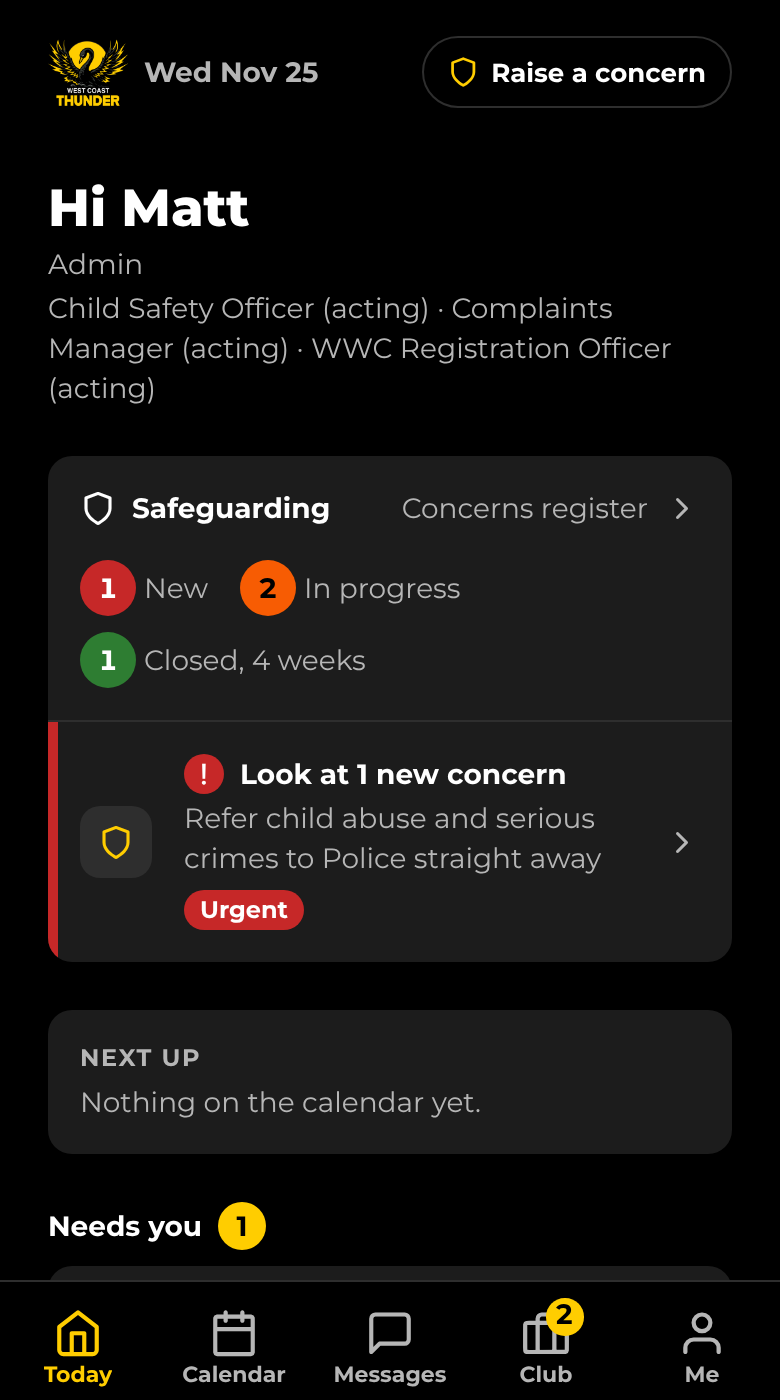 WEST COAST
THUNDER
Wed Nov 25
Raise a concern
Hi Matt
Admin
Child Safety Officer (acting) · Complaints
Manager (acting) · WWC Registration Officer
(acting)
Safeguarding
Concerns register
1 New
2 In progress
1 Closed, 4 weeks
! Look at 1 new concern
Refer child abuse and serious
crimes to Police straight away
Urgent
NEXT UP
Nothing on the calendar yet.
Needs you 1
2
Today
Calendar
Messages
Club
Me